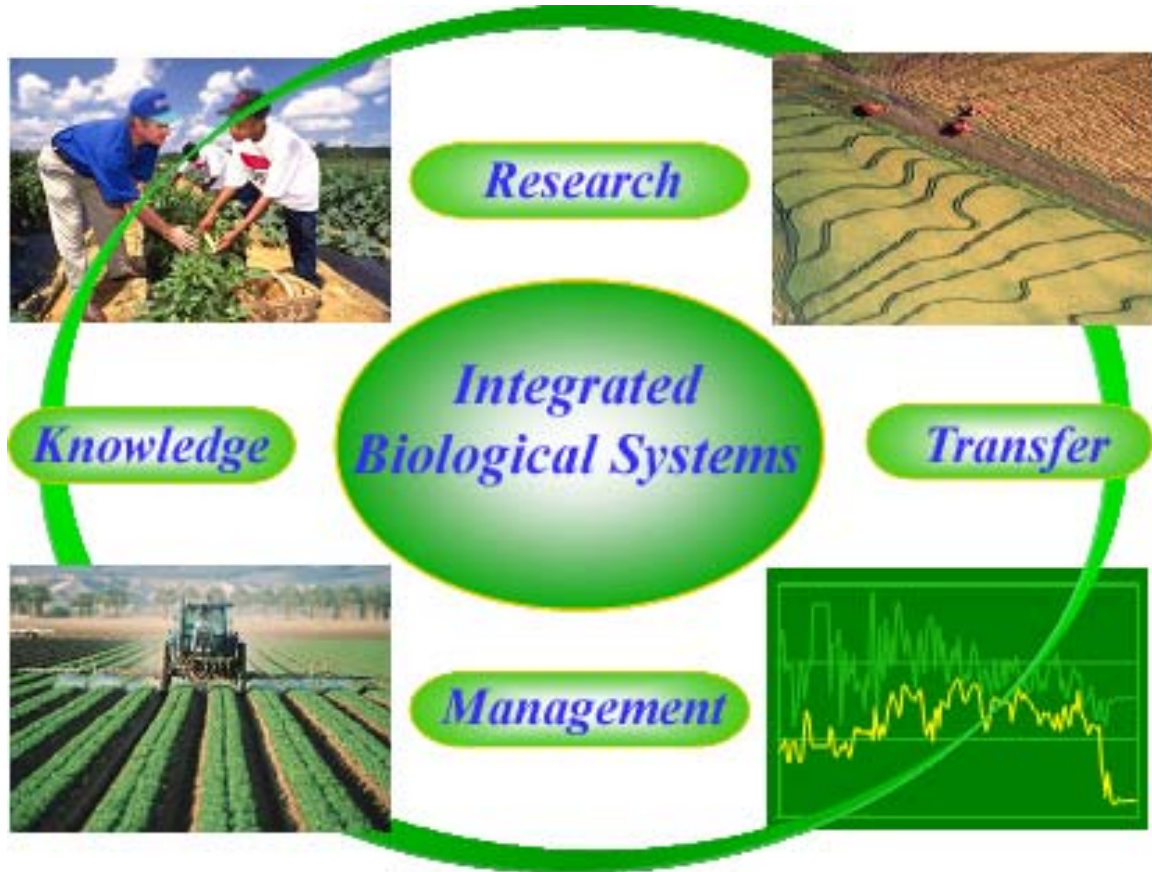 Research
Integrated
Biological Systems
Knowledge
Transfer
Management